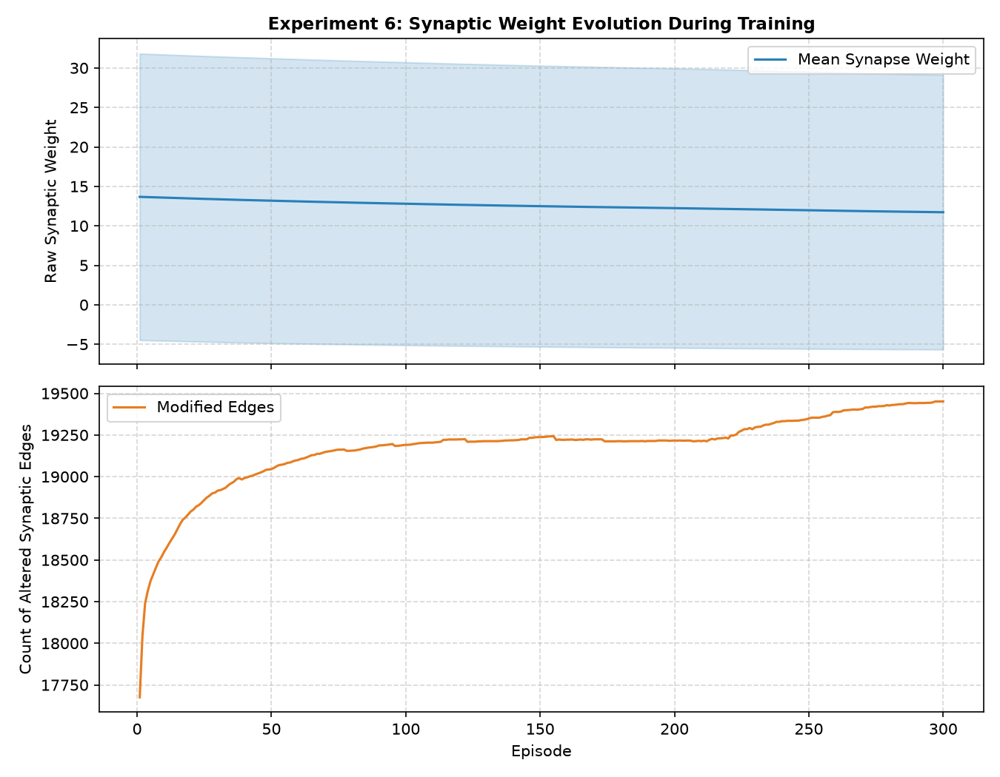 Experiment 6: Synaptic Weight Evolution During Training
Mean Synapse Weight
Raw Synaptic Weight
30
25
20
15
10
5
0
−5
Modified Edges
Count of Altered Synaptic Edges
19500
19250
19000
18750
18500
18250
18000
17750
0 50 100 150 200 250 300
Episode